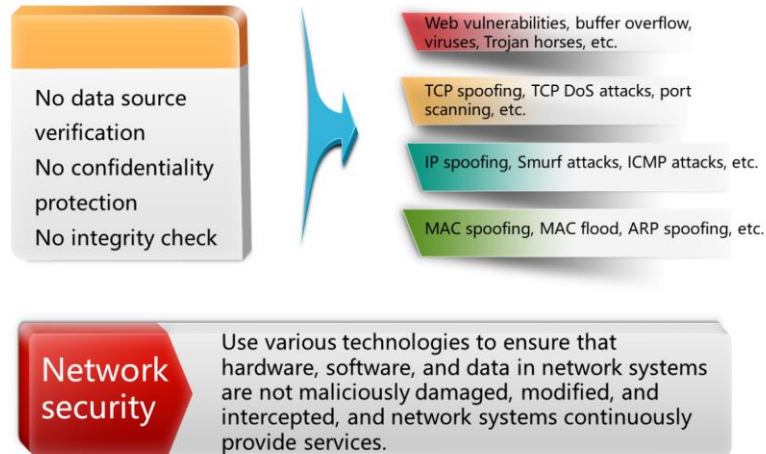 No data source
verification
No confidentiality
protection
No integrity check
Web vulnerabilities, buffer overflow,
viruses, Trojan horses, etc.
TCP spoofing, TCP DoS attacks, port
scanning, etc.
IP spoofing, Smurf attacks, ICMP attacks, etc.
MAC spoofing, MAC flood, ARP spoofing, etc.
Network
security
Use various technologies to ensure that
hardware, software, and data in network systems
are not maliciously damaged, modified, and
intercepted, and network systems continuously
provide services.